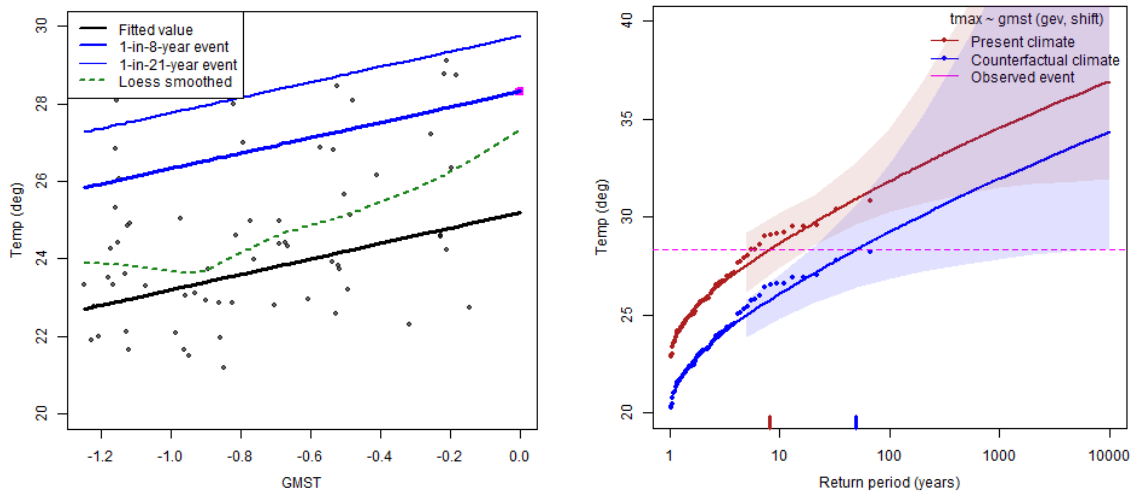 Fitted value
1-in-8-year event
1-in-21-year event
Loess smoothed
30
28
26
24
22
20
Temp (deg)
-1.2
-1.0
-0.8
-0.6
-0.4
-0.2
0.0
GMST
tmax ~ gmst (gev, shift)
Present climate
Counterfactual climate
Observed event
40
35
30
25
20
Temp (deg)
1
10
100
1000
10000
Return period (years)